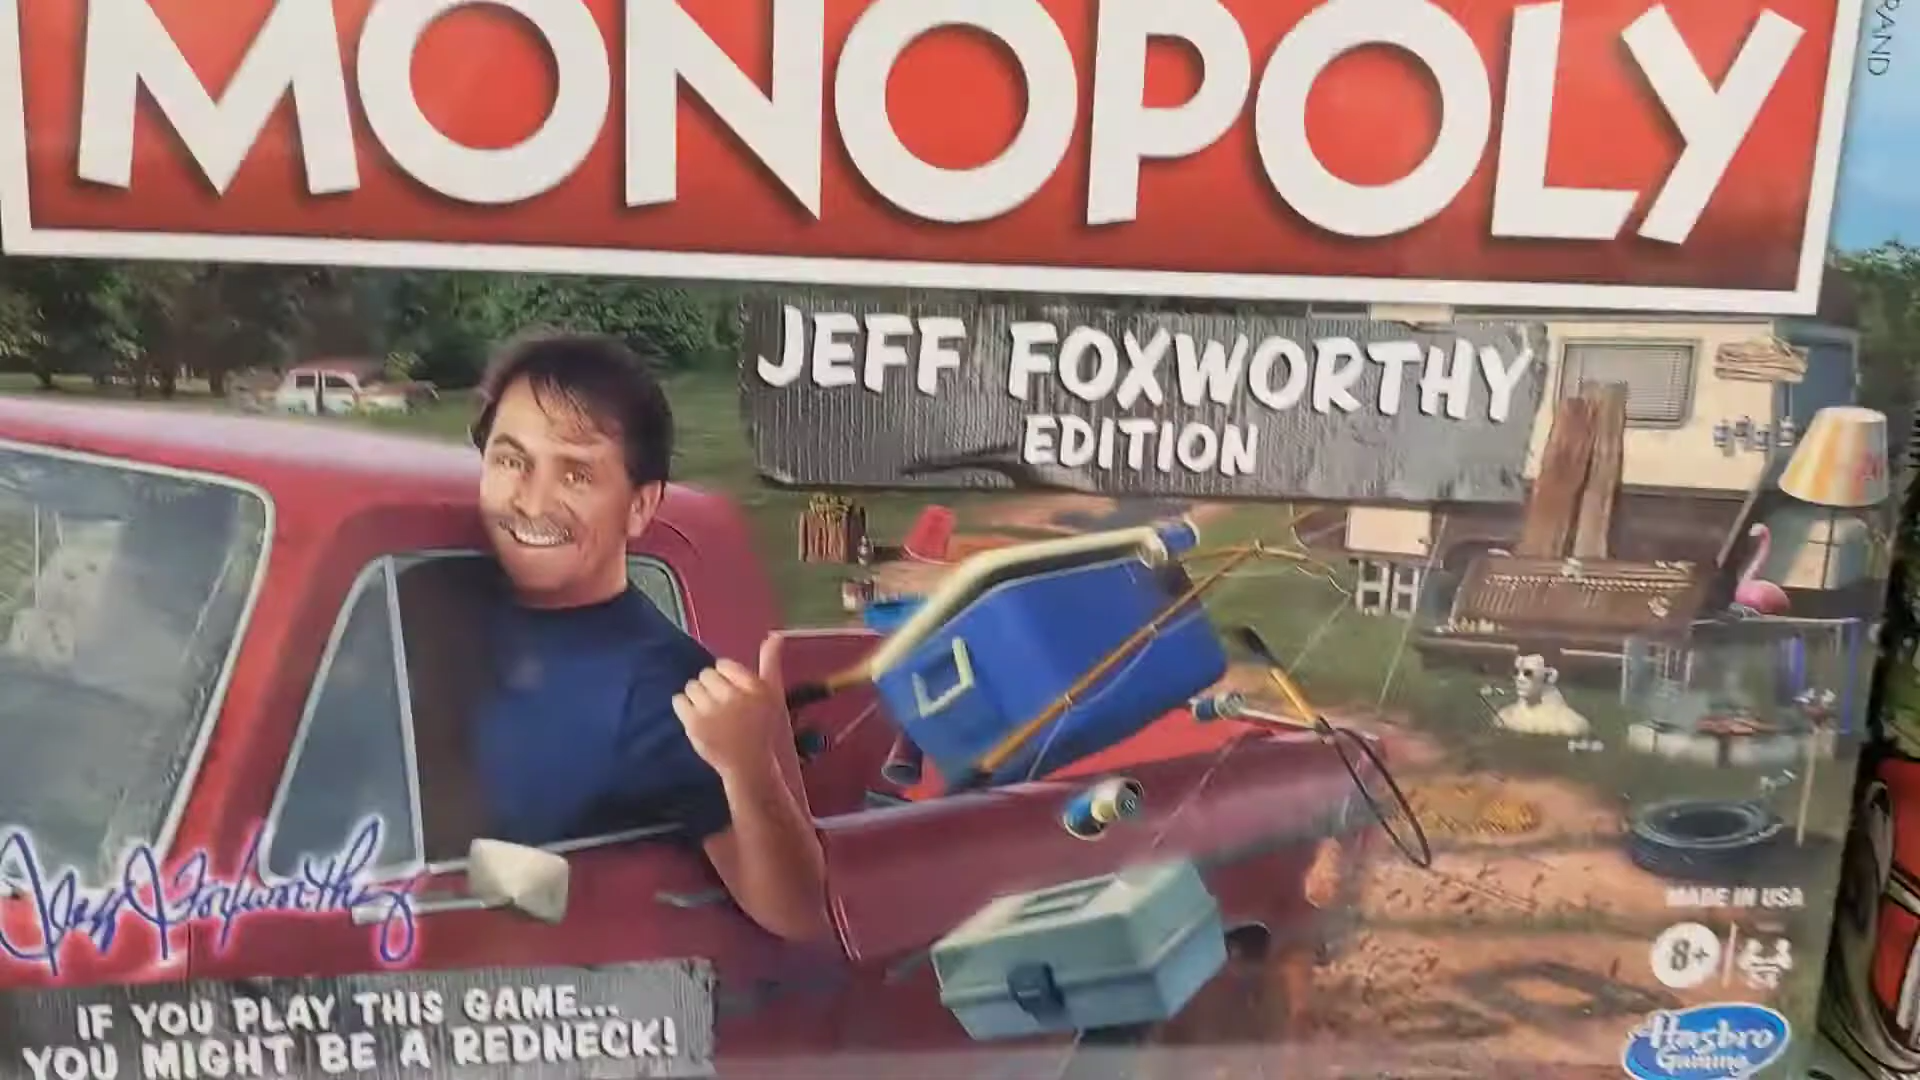 MONOPOLY
RAND
JEFF FOXWORTHY
EDITION
Jeff Foxworthy
IF YOU PLAY THIS GAME...
YOU MIGHT BE A REDNECK!
MADE IN USA
8+
Hasbro
Gaming